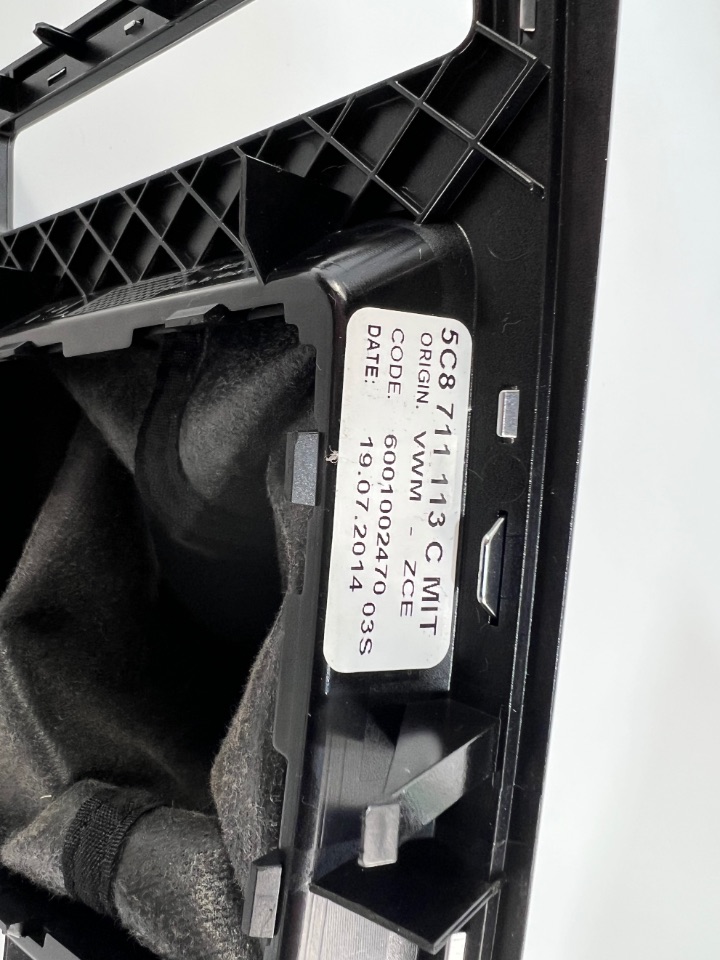 5C8 711 113 C MIT
ORIGIN. VWM - ZCE
CODE. 6001002470 03S
DATE: 19.07.2014